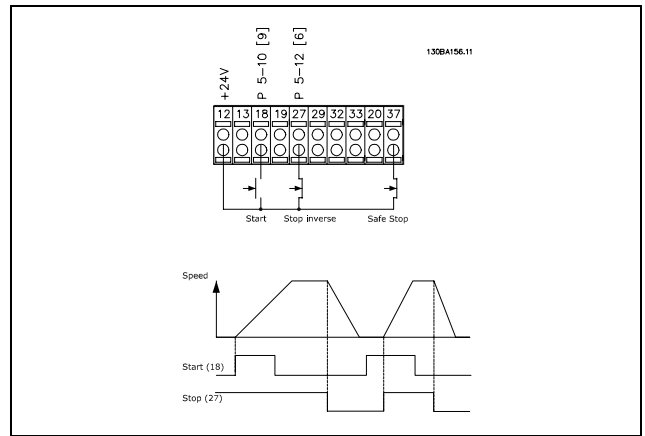 130BA156.11
+24V
P 5-10 [9]
P 5-12 [6]
12 13 18 19 27 29 32 33 20 37
Start Stop inverse Safe Stop
Speed
Start (18)
Stop (27)